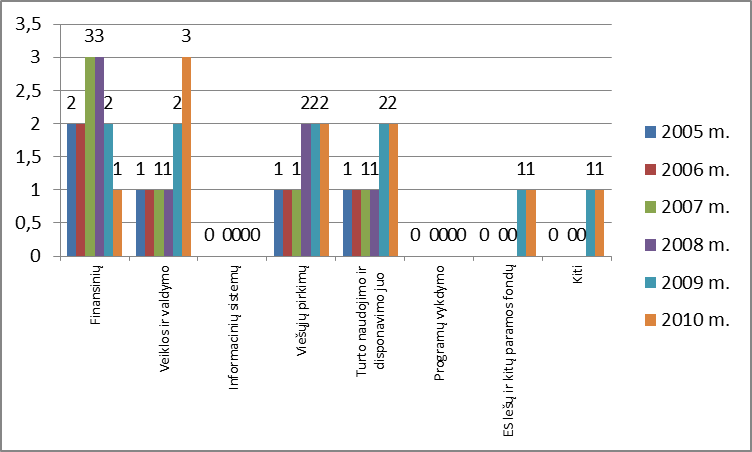 3,5
3
2,5
2
1,5
1
0,5
0
2 33 2 1
1 11 2 3
0 0000
1 1 222
1 11 22
0 0000
0 00 11
0 00 11
Finansinių
Veiklos ir valdymo
Informacinių sistemų
Viešųjų pirkimų
Turto naudojimo ir
disponavimo juo
Programų vykdymo
ES lešų ir kitų paramos fondų
Kiti
2005 m.
2006 m.
2007 m.
2008 m.
2009 m.
2010 m.